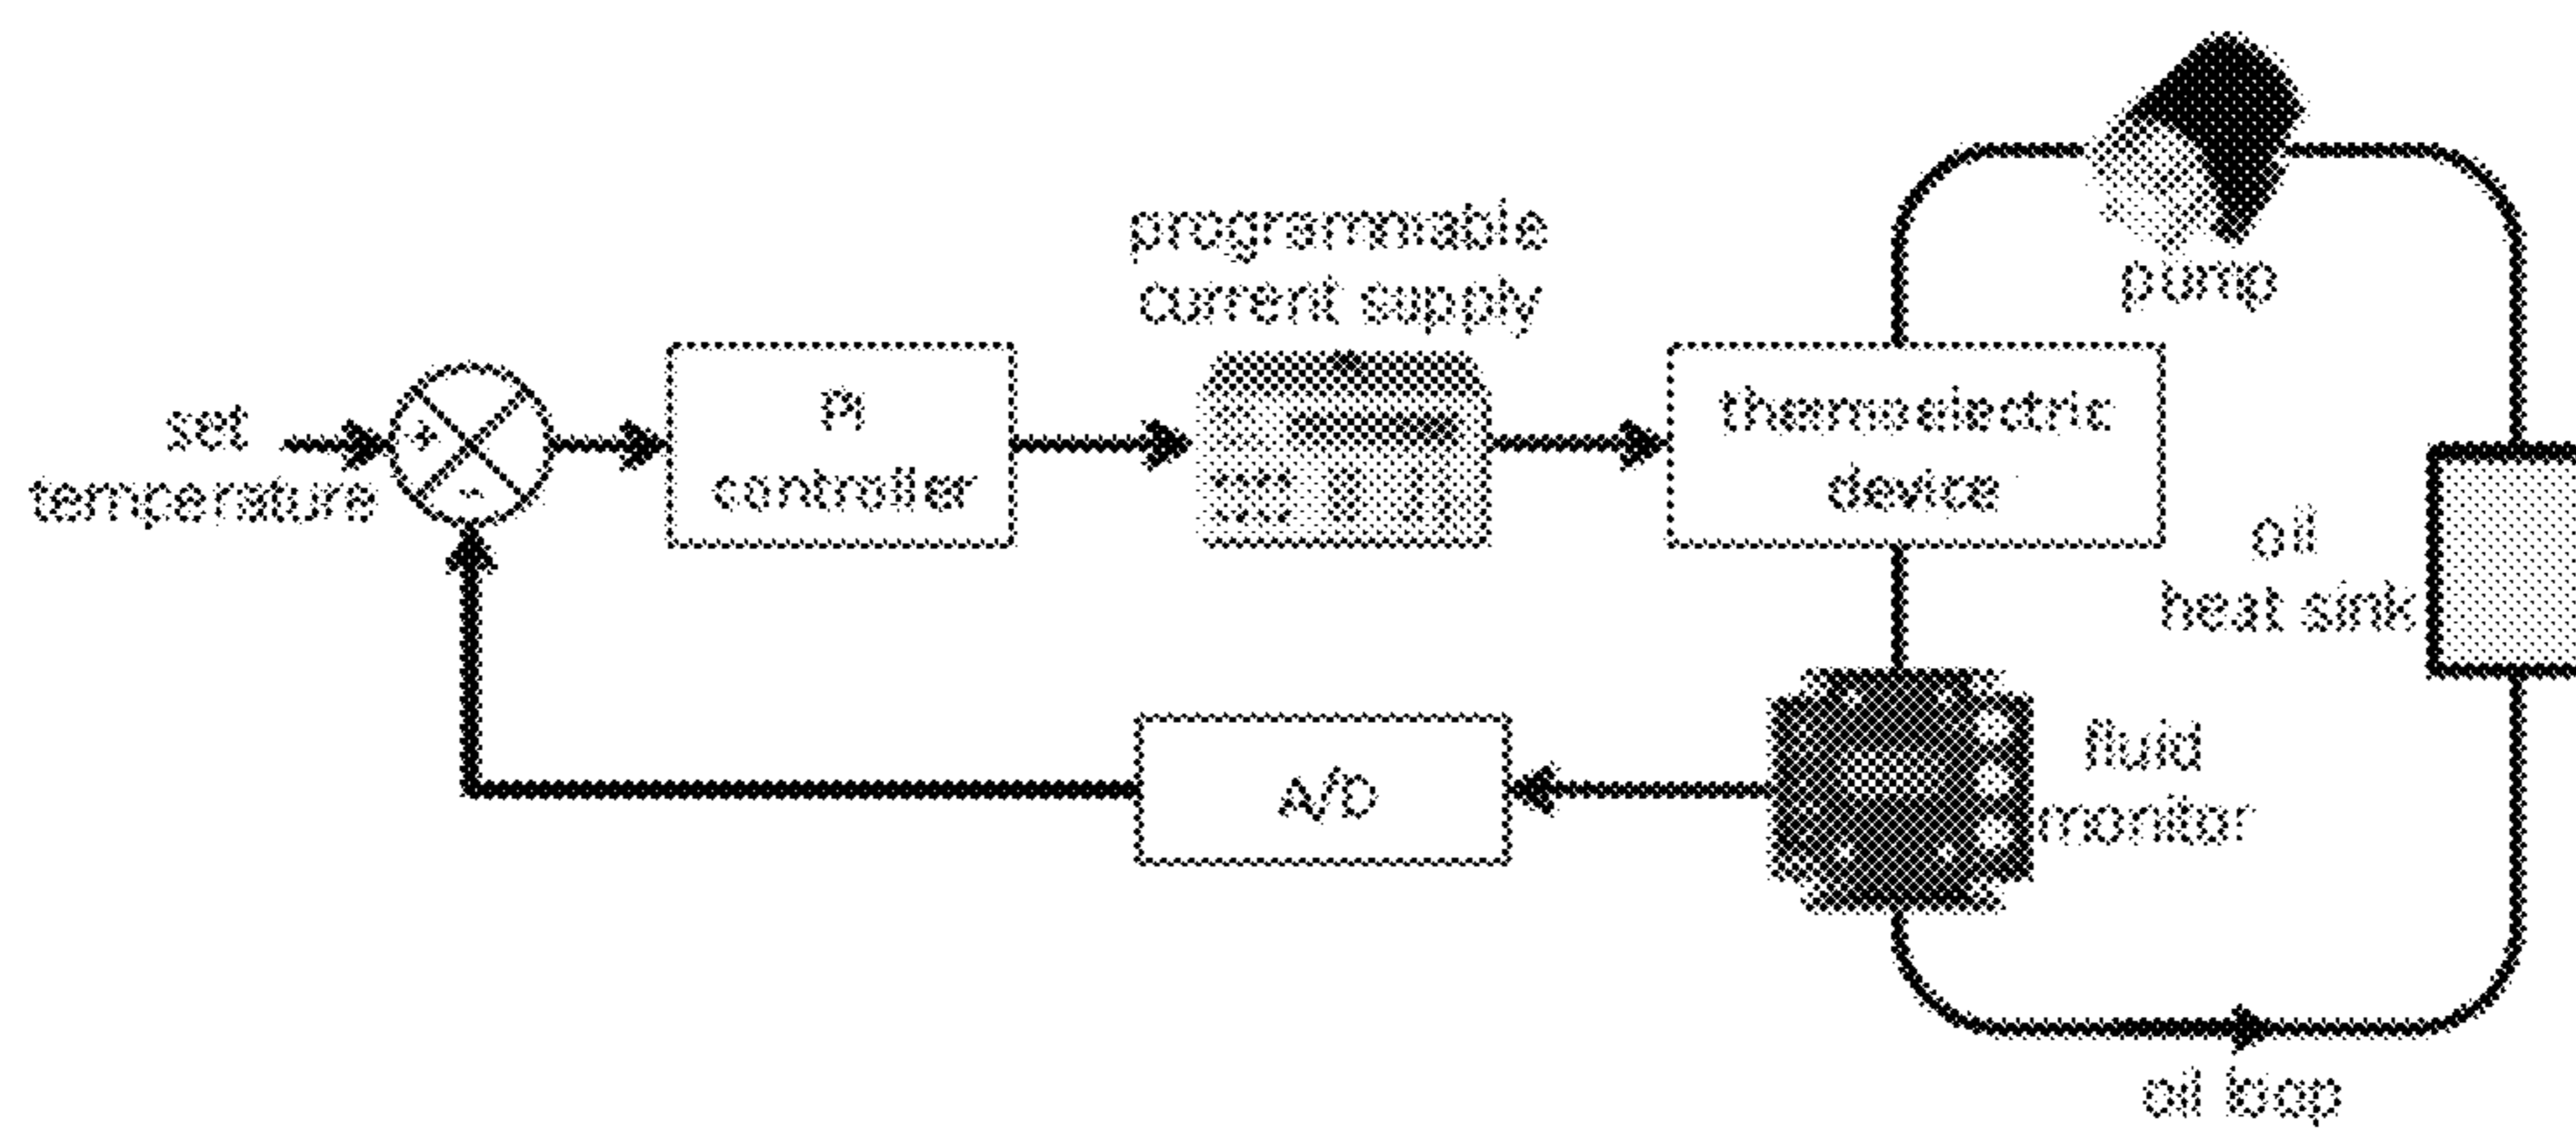 programmable
current supply
pump
set
temperature
+
-
PI
controller
thermoelectric
device
oil
heat sink
A/D
fluid
monitor
oil loop